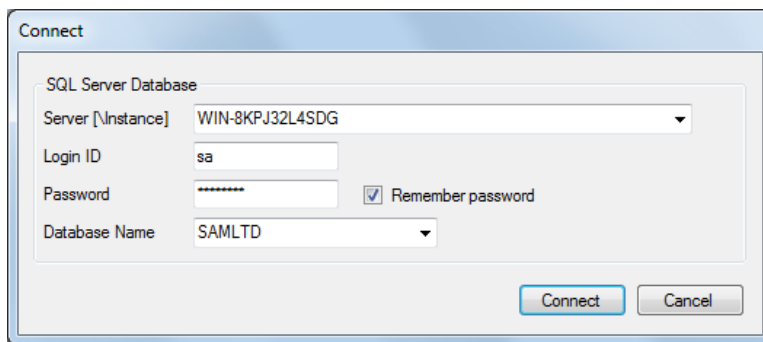 Connect
SQL Server Database
Server [\Instance] WIN-8KPJ32L4SDG
Login ID sa
Password ******** Remember password
Database Name SAMLTD
Connect Cancel